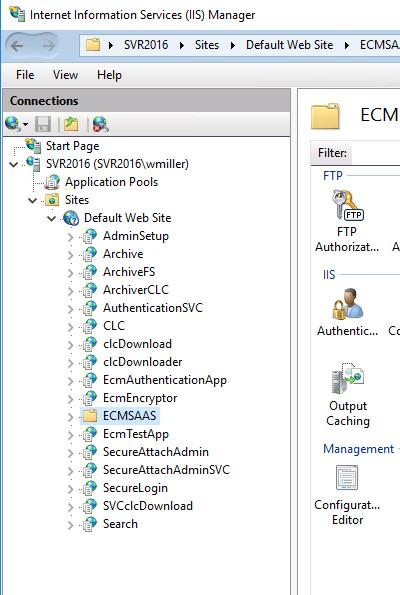 Internet Information Services (IIS) Manager
SVR2016 Sites Default Web Site ECMSA
File View Help
Connections
Start Page
SVR2016 (SVR2016\wmiller)
Application Pools
Sites
Default Web Site
AdminSetup
Archive
ArchiveFS
ArchiverCLC
AuthenticationSVC
CLC
clcDownload
clcDownloader
EcmAuthenticationApp
EcmEncryptor
ECMSAAS
EcmTestApp
SecureAttachAdmin
SecureAttachAdminSVC
SecureLogin
SVCclcDownload
Search
ECM
Filter:
FTP
FTP
FTP
Authorizat... A
IIS
Authentic... Co
Output
Caching
Management
Configurat...
Editor